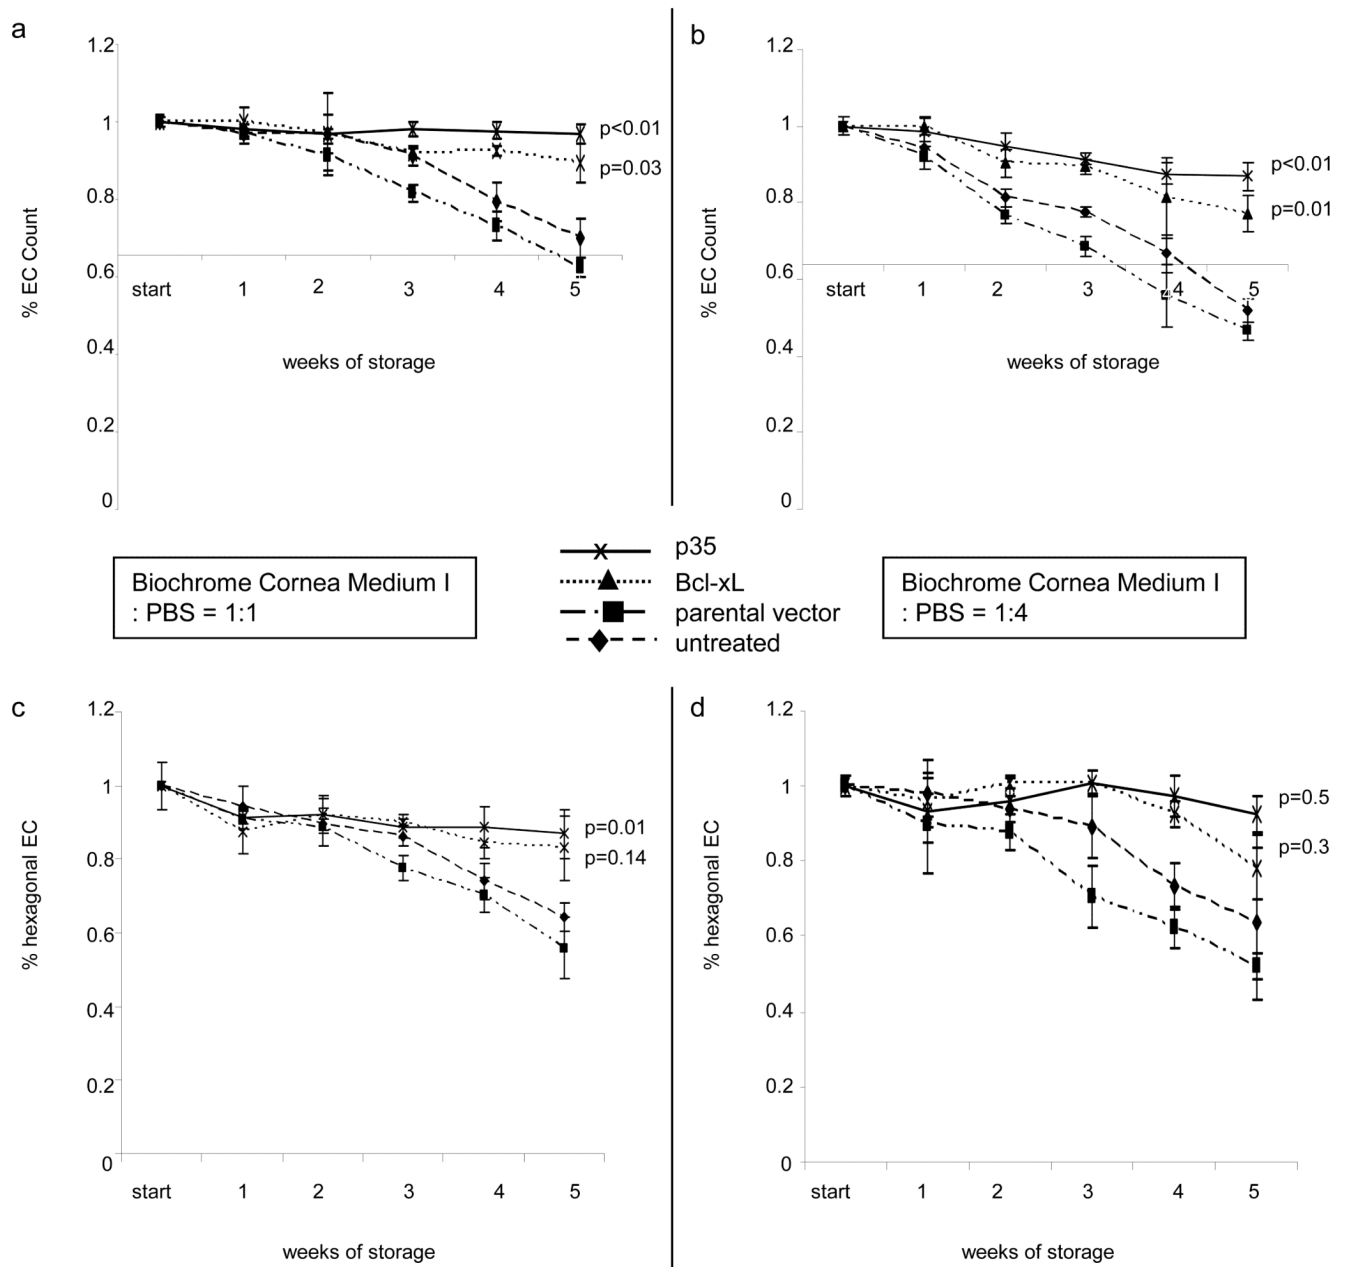 a
1.2
1
0.8
0.6
0.4
0.2
0
% EC Count
start 1 2 3 4 5
weeks of storage
p<0.01
p=0.03
b
1.2
1
0.8
0.6
0.4
0.2
0
% EC Count
start 1 2 3 4 5
weeks of storage
p<0.01
p=0.01
Biochrome Cornea Medium I
: PBS = 1:1
p35
Bcl-xL
parental vector
untreated
Biochrome Cornea Medium I
: PBS = 1:4
c
1.2
1
0.8
0.6
0.4
0.2
0
% hexagonal EC
start 1 2 3 4 5
weeks of storage
p=0.01
p=0.14
d
1.2
1
0.8
0.6
0.4
0.2
0
% hexagonal EC
start 1 2 3 4 5
weeks of storage
p=0.5
p=0.3